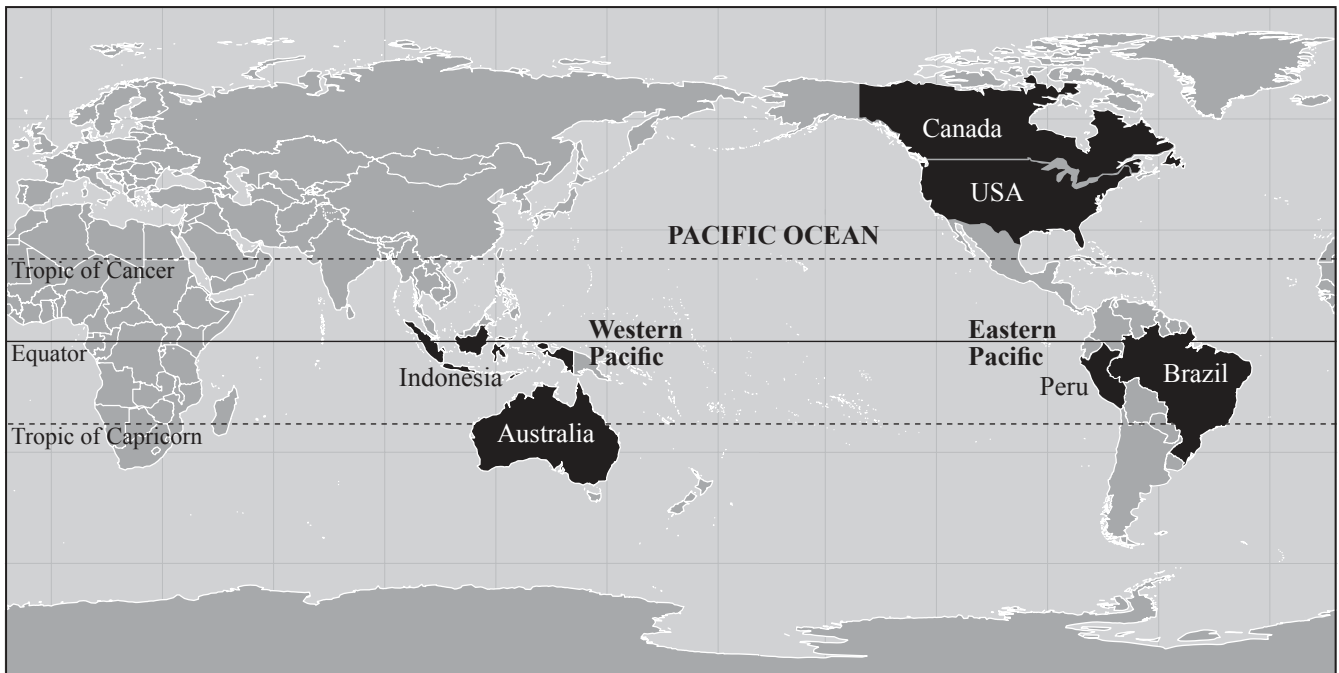 Canada
USA
PACIFIC OCEAN
Tropic of Cancer
Western
Pacific
Eastern
Pacific
Equator
Indonesia
Peru
Brazil
Tropic of Capricorn
Australia